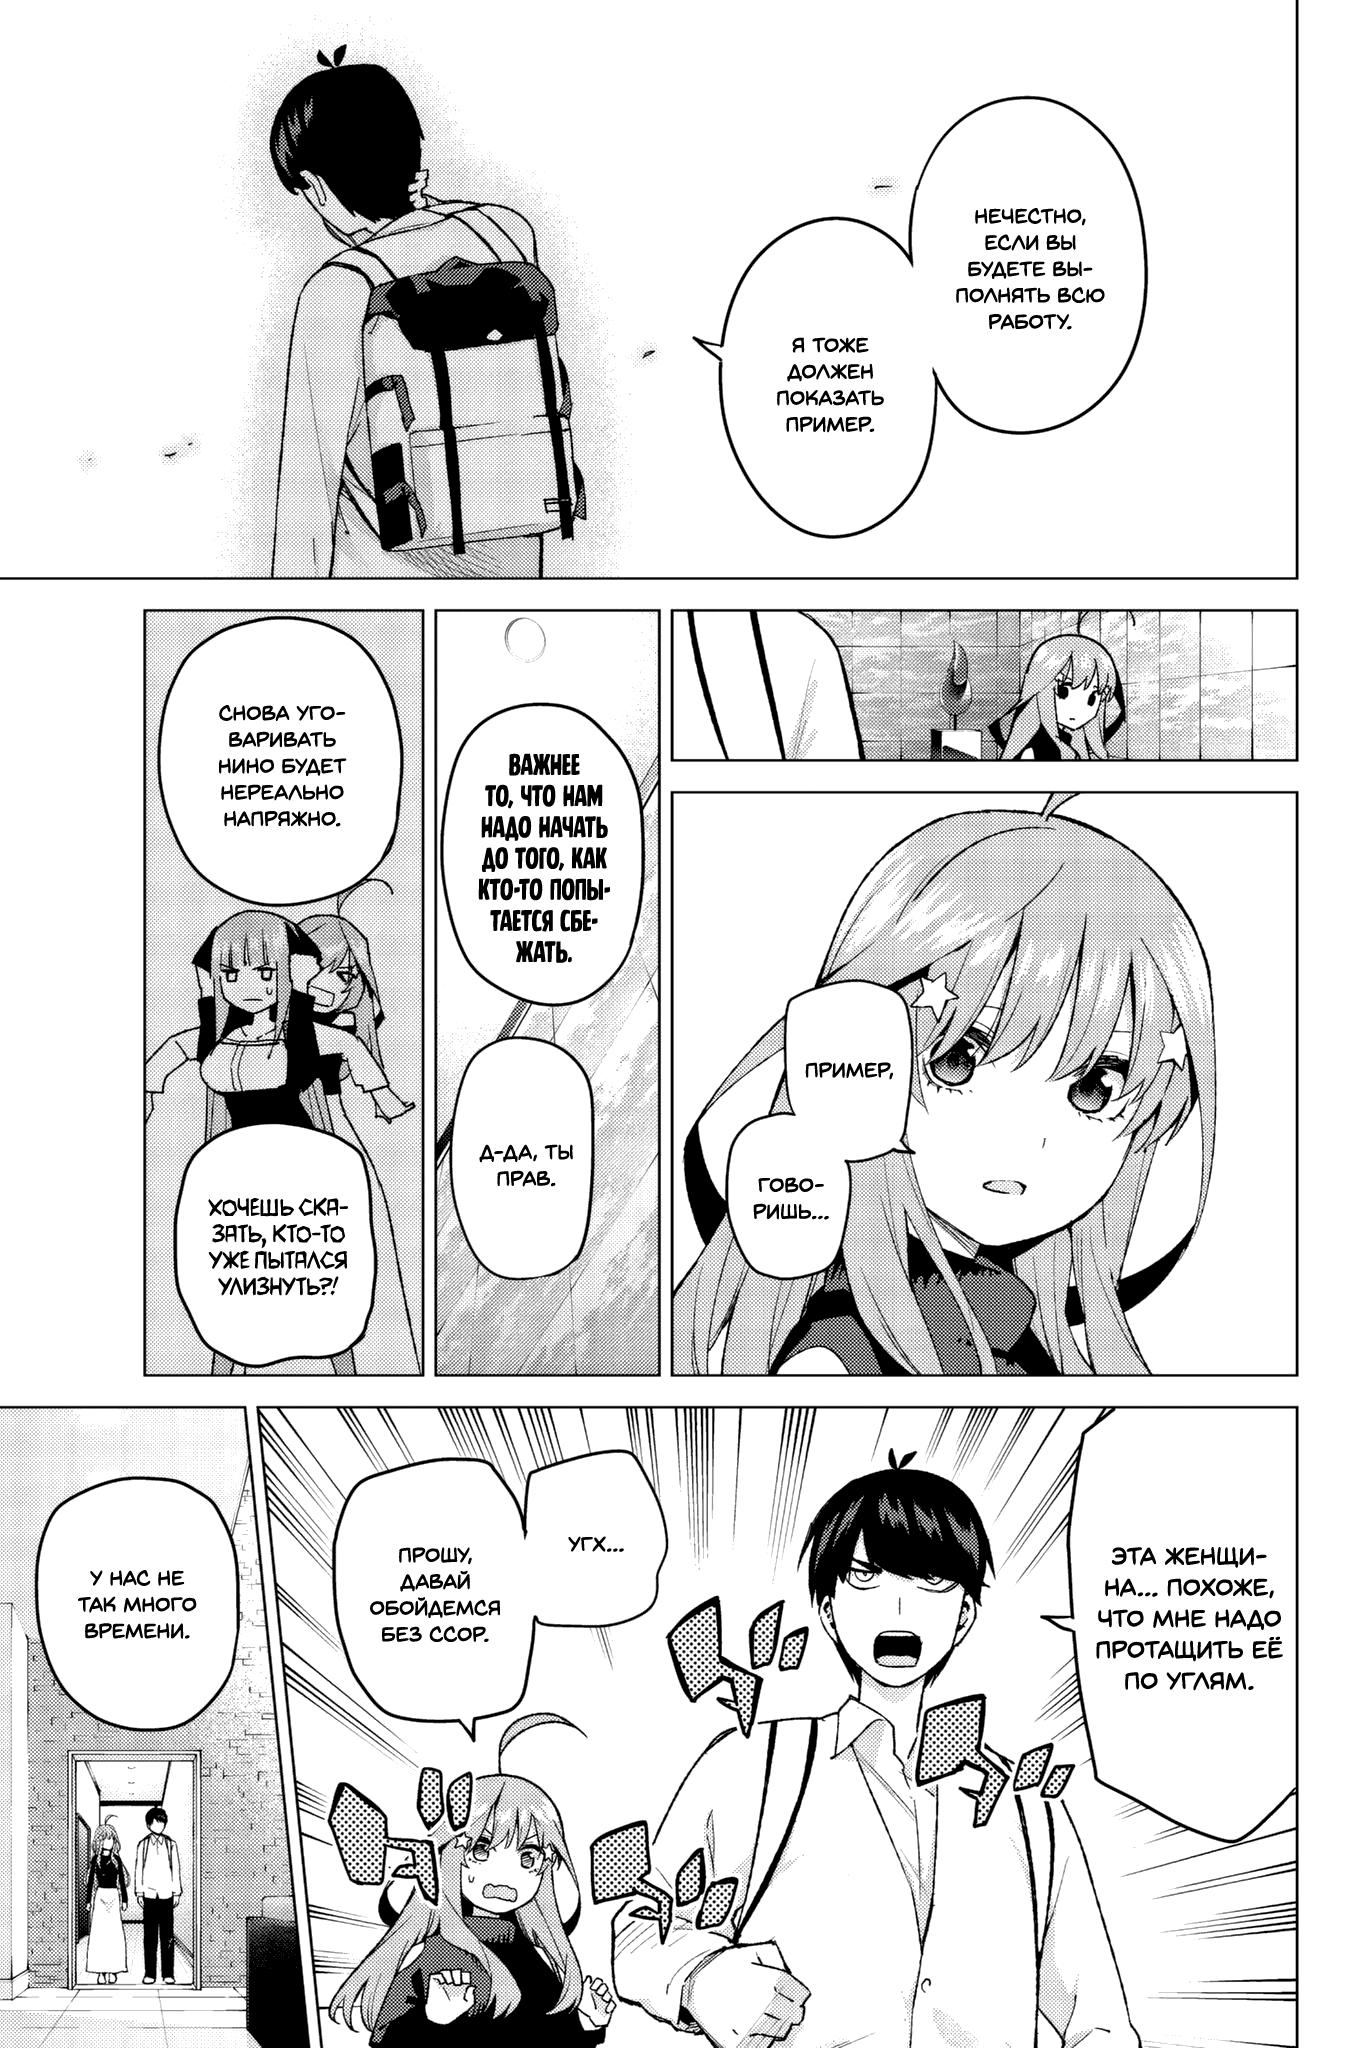 НЕЧЕСТНО,
ЕСЛИ ВЫ
БУДЕТЕ ВЫ-
ПОЛНЯТЬ ВСЮ
РАБОТУ.
Я ТОЖЕ
ДОЛЖЕН
ПОКАЗАТЬ
ПРИМЕР.
ПРИМЕР,
ГОВО-
РИШЬ...
ВАЖНЕЕ
ТО, ЧТО НАМ
НАДО НАЧАТЬ
ДО ТОГО, КАК
КТО-ТО ПОПЫ-
ТАЕТСЯ СБЕ-
ЖАТЬ.
Д-ДА, ТЫ
ПРАВ.
СНОВА УГО-
ВАРИВАТЬ
НИНО БУДЕТ
НЕРЕАЛЬНО
НАПРЯЖНО.
ХОЧЕШЬ СКА-
ЗАТЬ, КТО-ТО
УЖЕ ПЫТАЛСЯ
УЛИЗНУТЬ?!
ЭТА ЖЕНЩИ-
НА... ПОХОЖЕ,
ЧТО МНЕ НАДО
ПРОТАЩИТЬ ЕЁ
ПО УГЛЯМ.
УГХ...
ПРОШУ,
ДАВАЙ
ОБОЙДЕМСЯ
БЕЗ ССОР.
У НАС НЕ
ТАК МНОГО
ВРЕМЕНИ.